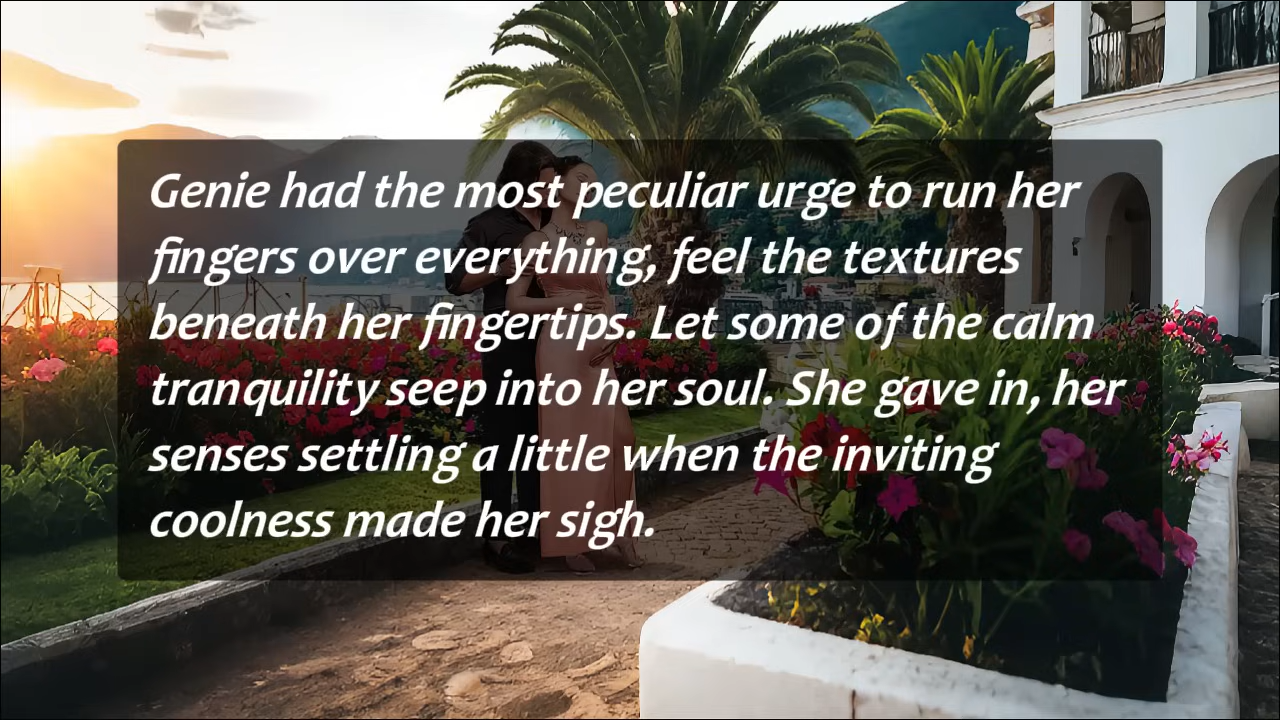 Genie had the most peculiar urge to run her
fingers over everything, feel the textures
beneath her fingertips. Let some of the calm
tranquility seep into her soul. She gave in, her
senses settling a little when the inviting
coolness made her sigh.